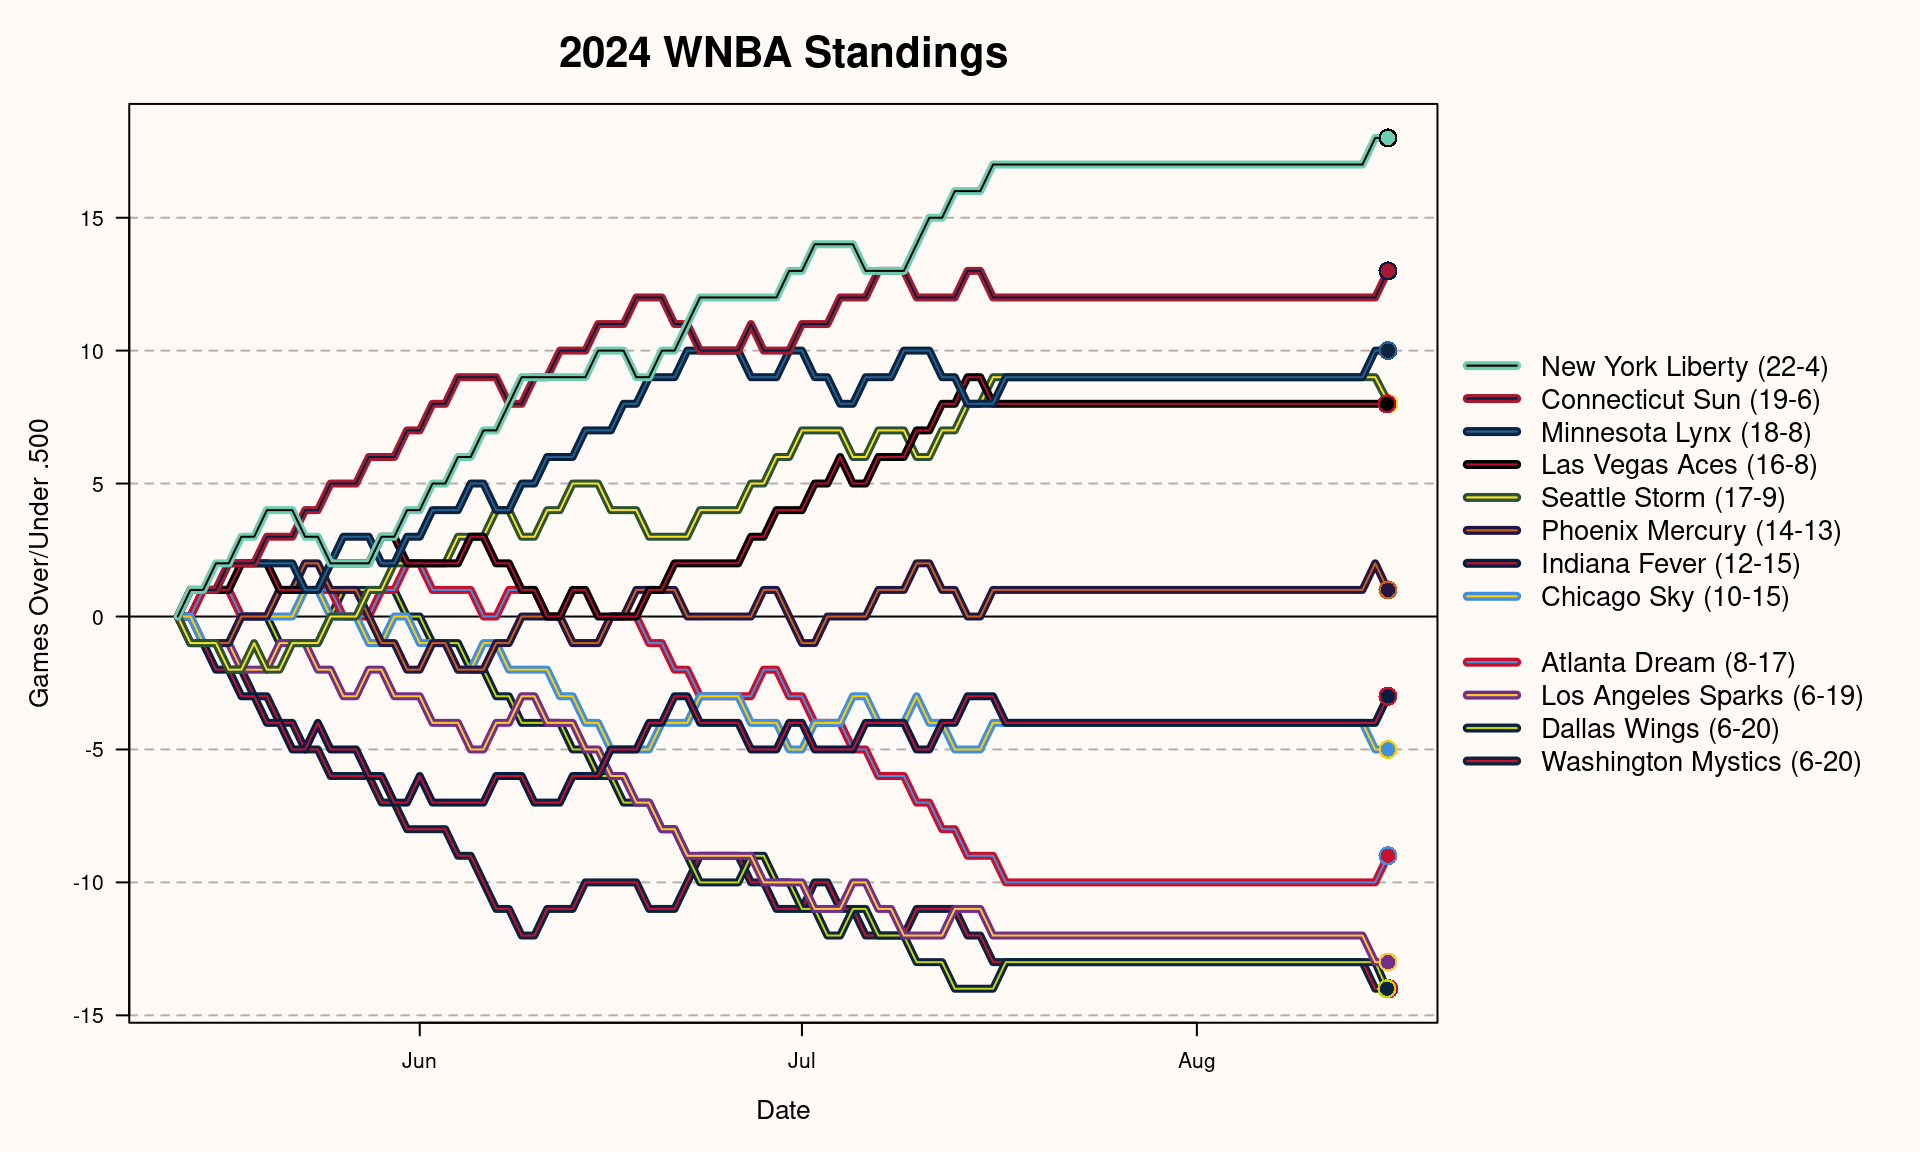 2024 WNBA Standings
Games Over/Under .500
15
10
5
0
-5
-10
-15
Jun
Jul
Aug
Date
New York Liberty (22-4)
Connecticut Sun (19-6)
Minnesota Lynx (18-8)
Las Vegas Aces (16-8)
Seattle Storm (17-9)
Phoenix Mercury (14-13)
Indiana Fever (12-15)
Chicago Sky (10-15)
Atlanta Dream (8-17)
Los Angeles Sparks (6-19)
Dallas Wings (6-20)
Washington Mystics (6-20)